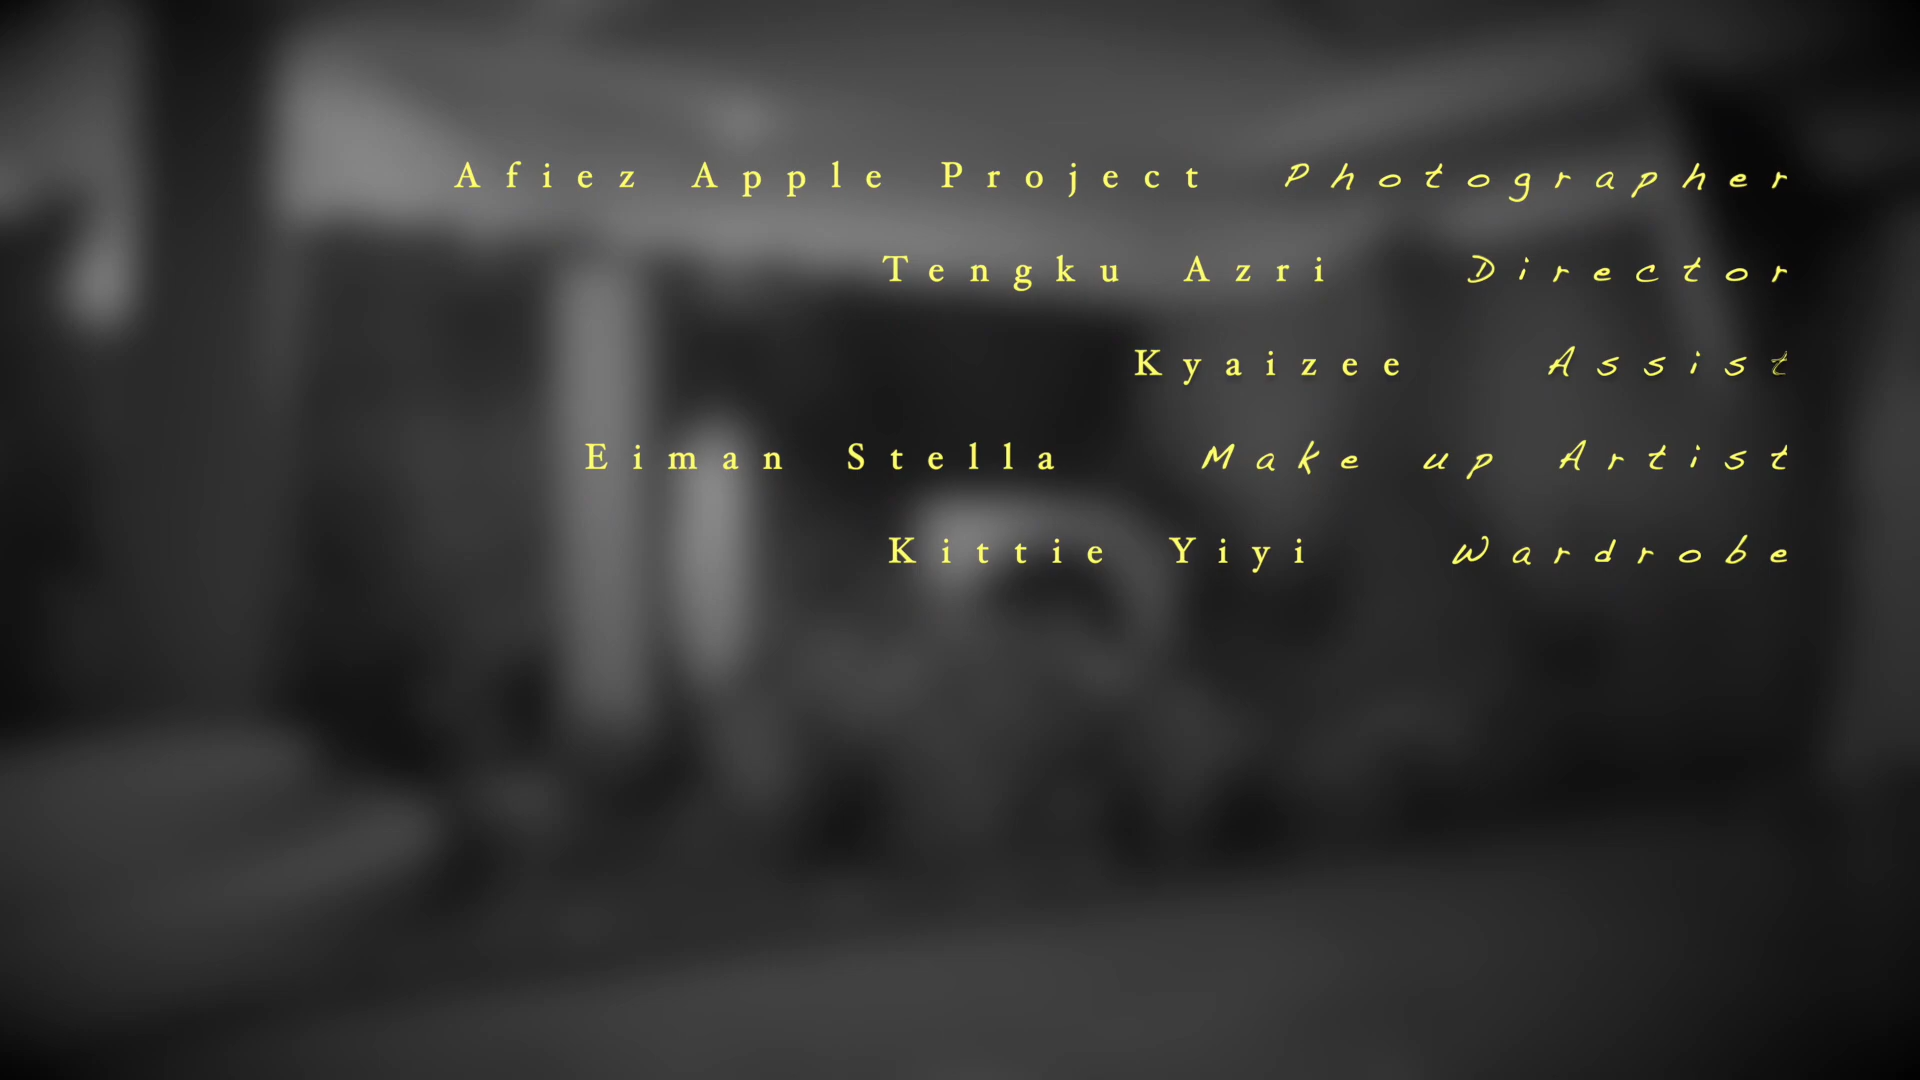 Afiez Apple Project Photographer
Tengku Azri Director
Kyaizee Assist
Eiman Stella Make up Artist
Kittie Yiyi Wardrobe